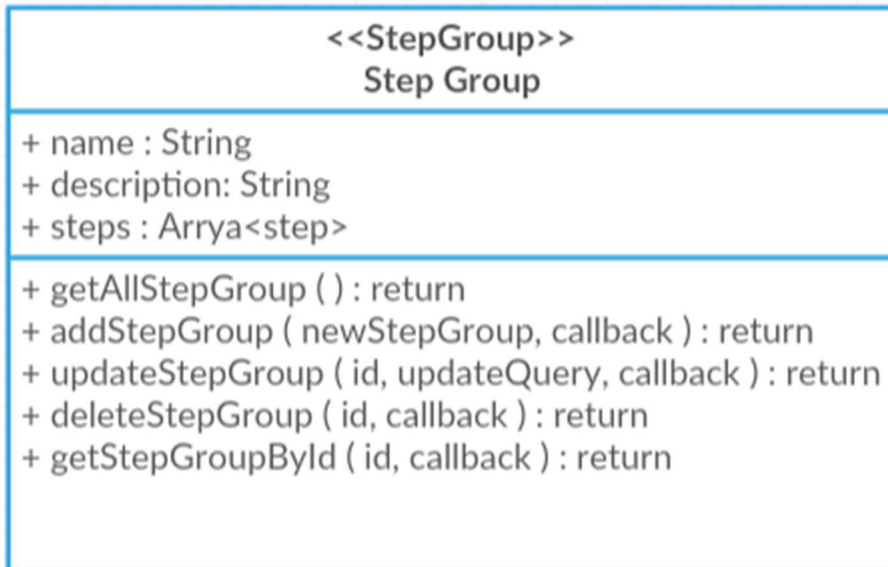 <<StepGroup>>
Step Group
+ name : String
+ description: String
+ steps : Arrya<step>
+ getAllStepGroup ( ) : return
+ addStepGroup ( newStepGroup, callback ) : return
+ updateStepGroup ( id, updateQuery, callback ) : return
+ deleteStepGroup ( id, callback ) : return
+ getStepGroupById ( id, callback ) : return